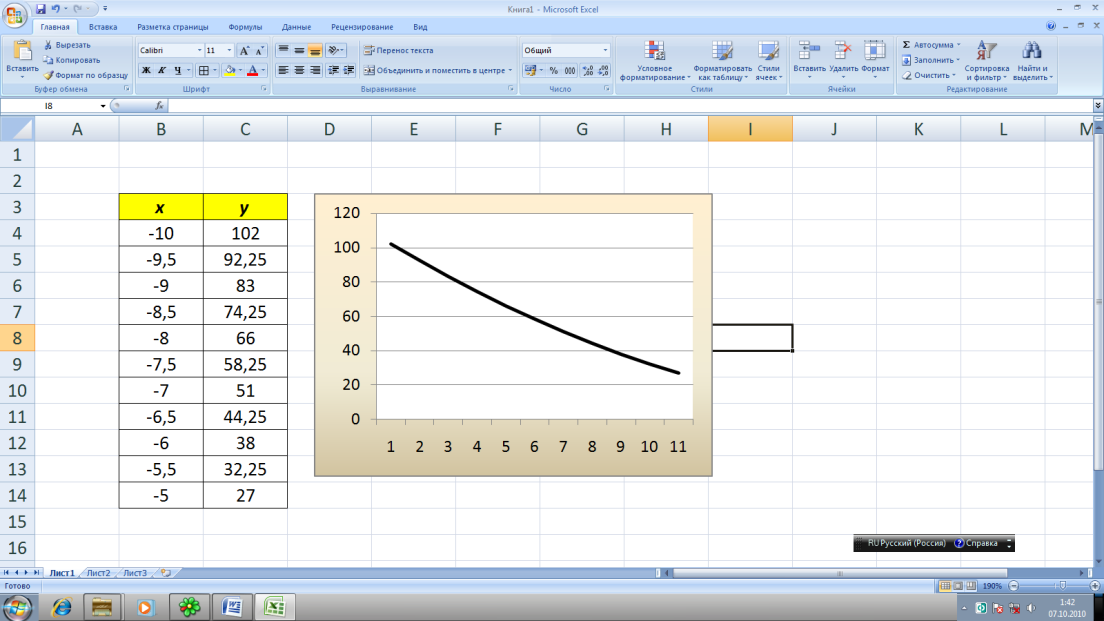 Книга1 - Microsoft Excel
Главная Вставка Разметка страницы Формулы Данные Рецензирование Вид
Вставить
Вырезать
Копировать
Формат по образцу
Буфер обмена
Calibri 11
Ж К Ч
Шрифт
Перенос текста
Объединить и поместить в центре
Выравнивание
Общий
% 000
Число
Условное форматирование
Форматировать как таблицу
Стили ячеек
Стили
Вставить Удалить Формат
Ячейки
Σ Автосумма
Заполнить
Очистить
Сортировка и фильтр
Найти и выделить
Редактирование
I8 fx
A B C D E F G H I J K L M
1
2
3 x y
4 -10 102
5 -9,5 92,25
6 -9 83
7 -8,5 74,25
8 -8 66
9 -7,5 58,25
10 -7 51
11 -6,5 44,25
12 -6 38
13 -5,5 32,25
14 -5 27
15
16
120
100
80
60
40
20
0
1 2 3 4 5 6 7 8 9 10 11
RU Русский (Россия) Справка
Лист1 Лист2 Лист3
Готово 190%
1:42
07.10.2010